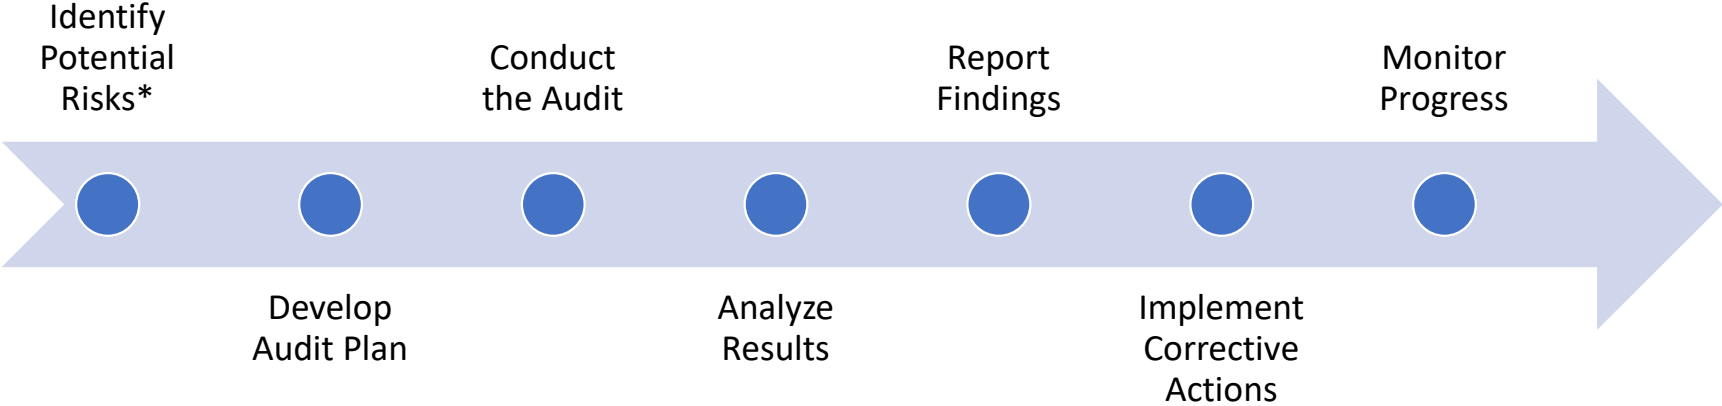 Identify
Potential
Risks*
Develop
Audit Plan
Conduct
the Audit
Analyze
Results
Report
Findings
Implement
Corrective
Actions
Monitor
Progress